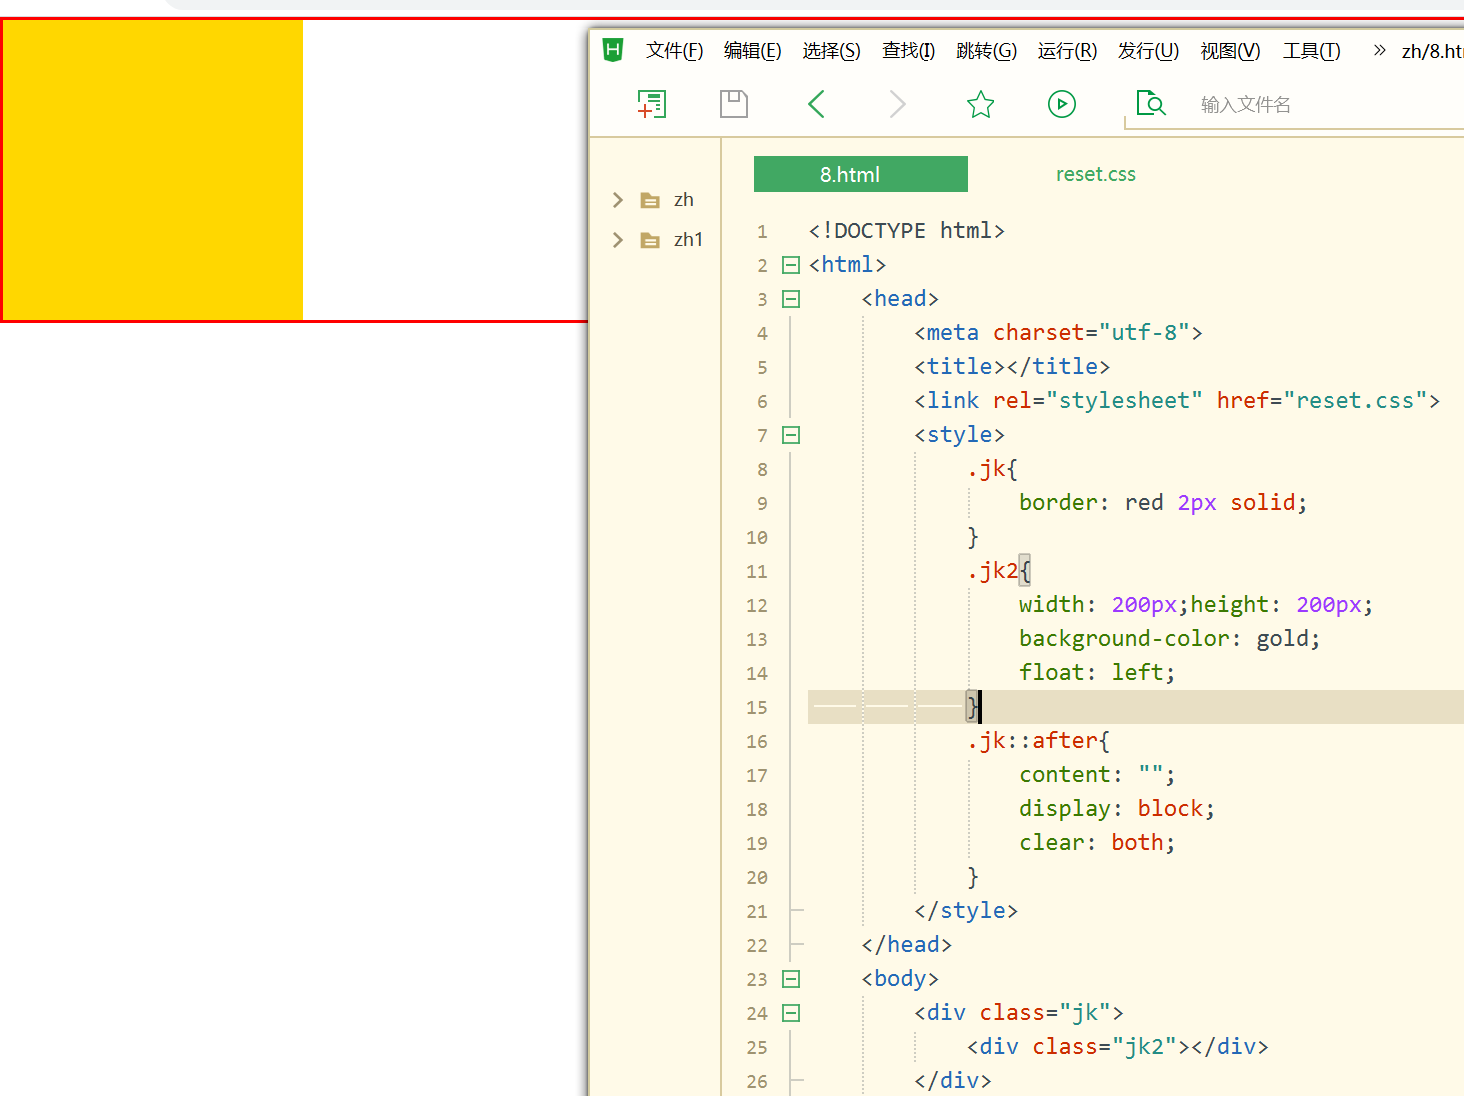 文件(F) 编辑(E) 选择(S) 查找(I) 跳转(G) 运行(R) 发行(U) 视图(V) 工具(T) » zh/8.ht
输入文件名
zh
zh1
8.html reset.css
1 <!DOCTYPE html>
2 <html>
3 <head>
4 <meta charset="utf-8">
5 <title></title>
6 <link rel="stylesheet" href="reset.css">
7 <style>
8 .jk{
9 border: red 2px solid;
10 }
11 .jk2{
12 width: 200px;height: 200px;
13 background-color: gold;
14 float: left;
15 }
16 .jk::after{
17 content: "";
18 display: block;
19 clear: both;
20 }
21 </style>
22 </head>
23 <body>
24 <div class="jk">
25 <div class="jk2"></div>
26 </div>